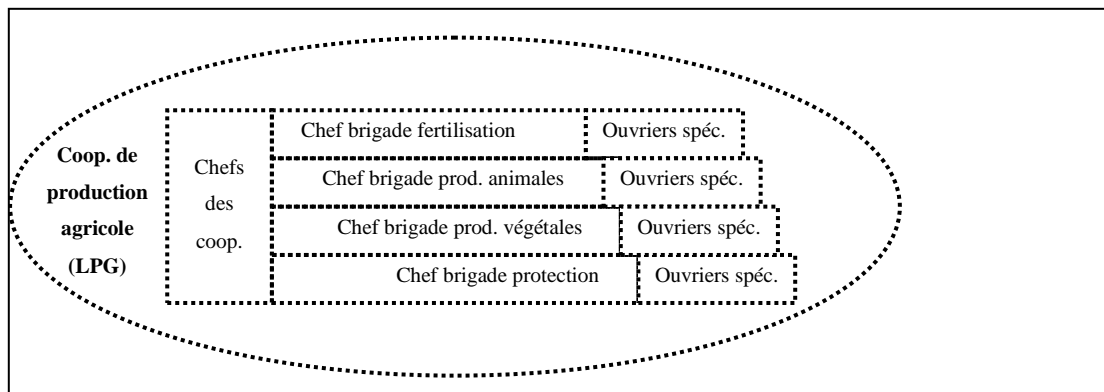 Coop. de
production
agricole
(LPG)
Chefs
des
coop.
Chef brigade fertilisation Ouvriers spéc.
Chef brigade prod. animales Ouvriers spéc.
Chef brigade prod. végétales Ouvriers spéc.
Chef brigade protection Ouvriers spéc.